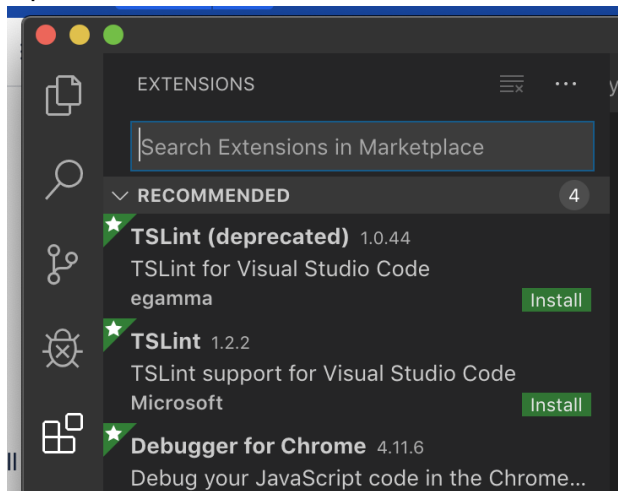 EXTENSIONS
Search Extensions in Marketplace
RECOMMENDED 4
TSLint (deprecated) 1.0.44
TSLint for Visual Studio Code
egamma Install
TSLint 1.2.2
TSLint support for Visual Studio Code
Microsoft Install
Debugger for Chrome 4.11.6
Debug your JavaScript code in the Chrome...